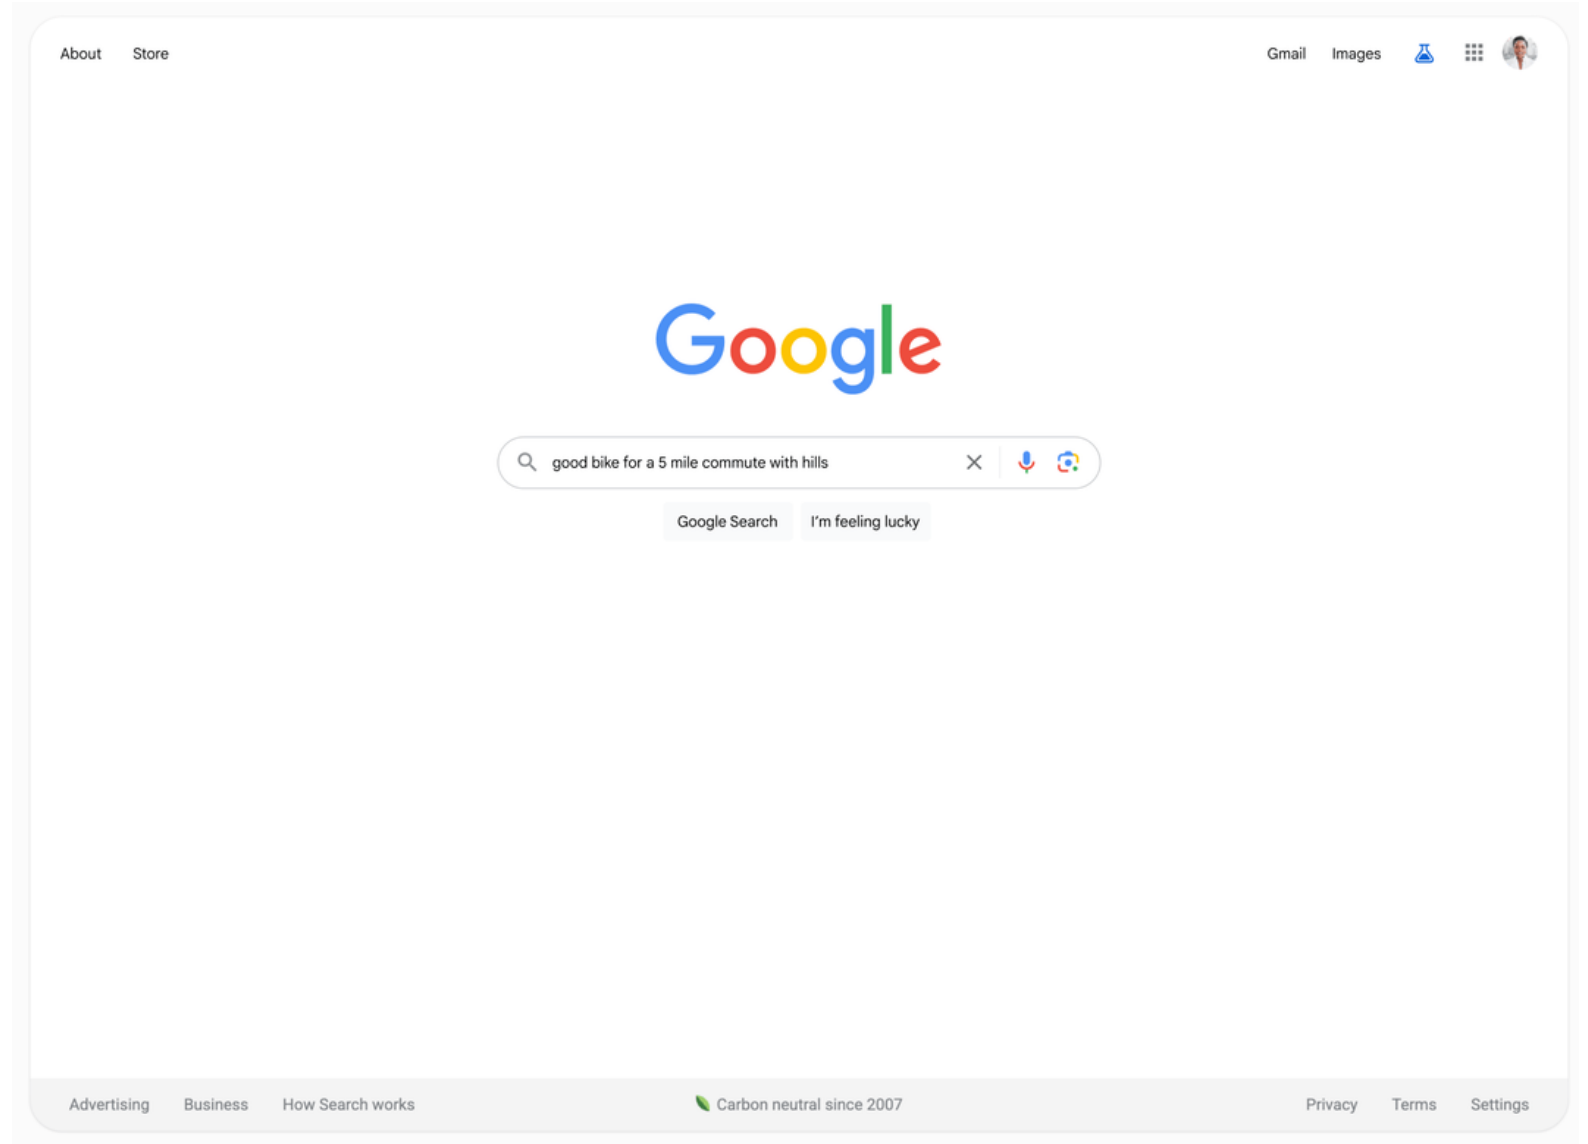 About Store Gmail Images
Google
good bike for a 5 mile commute with hills
Google Search I'm feeling lucky
Advertising Business How Search works Carbon neutral since 2007 Privacy Terms Settings